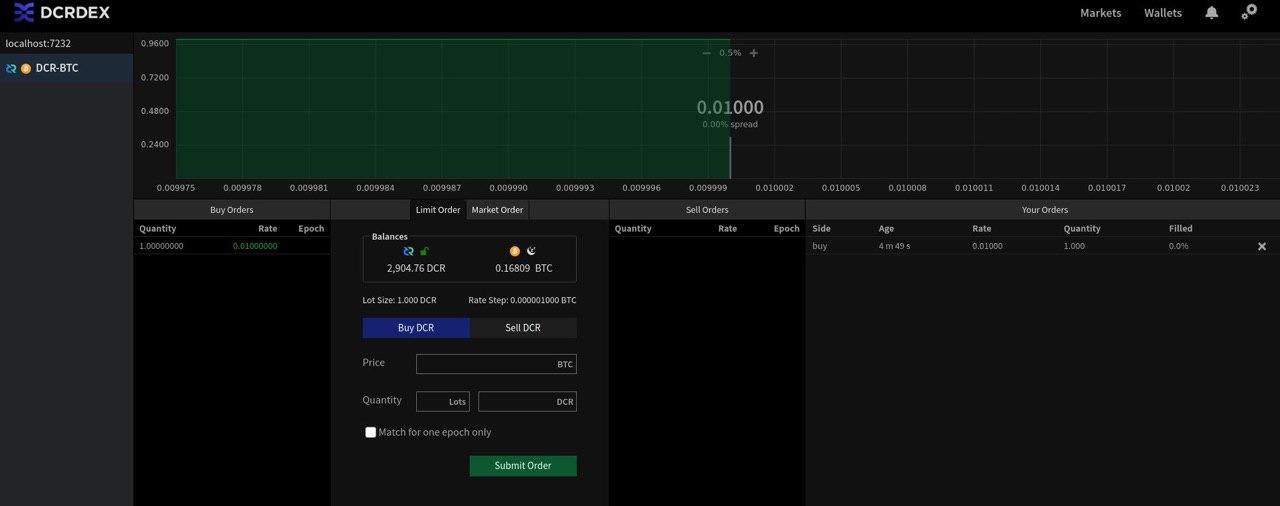 DCRDEX
Markets Wallets
localhost:7232
DCR-BTC
0.9600
0.7200
0.4800
0.2400
0.5%
0.01000
0.00% spread
0.009975 0.009978 0.009981 0.009984 0.009987 0.009990 0.009993 0.009996 0.009999 0.010002 0.010005 0.010008 0.010011 0.010014 0.010017 0.01002 0.010023
Buy Orders
Quantity Rate Epoch
1.00000000 0.01000000
Limit Order Market Order
Balances
2,904.76 DCR 0.16809 BTC
Lot Size: 1.000 DCR Rate Step: 0.000001000 BTC
Buy DCR Sell DCR
Price BTC
Quantity Lots DCR
Match for one epoch only
Submit Order
Sell Orders
Quantity Rate Epoch
Your Orders
Side Age Rate Quantity Filled
buy 4 m 49 s 0.01000 1.000 0.0%